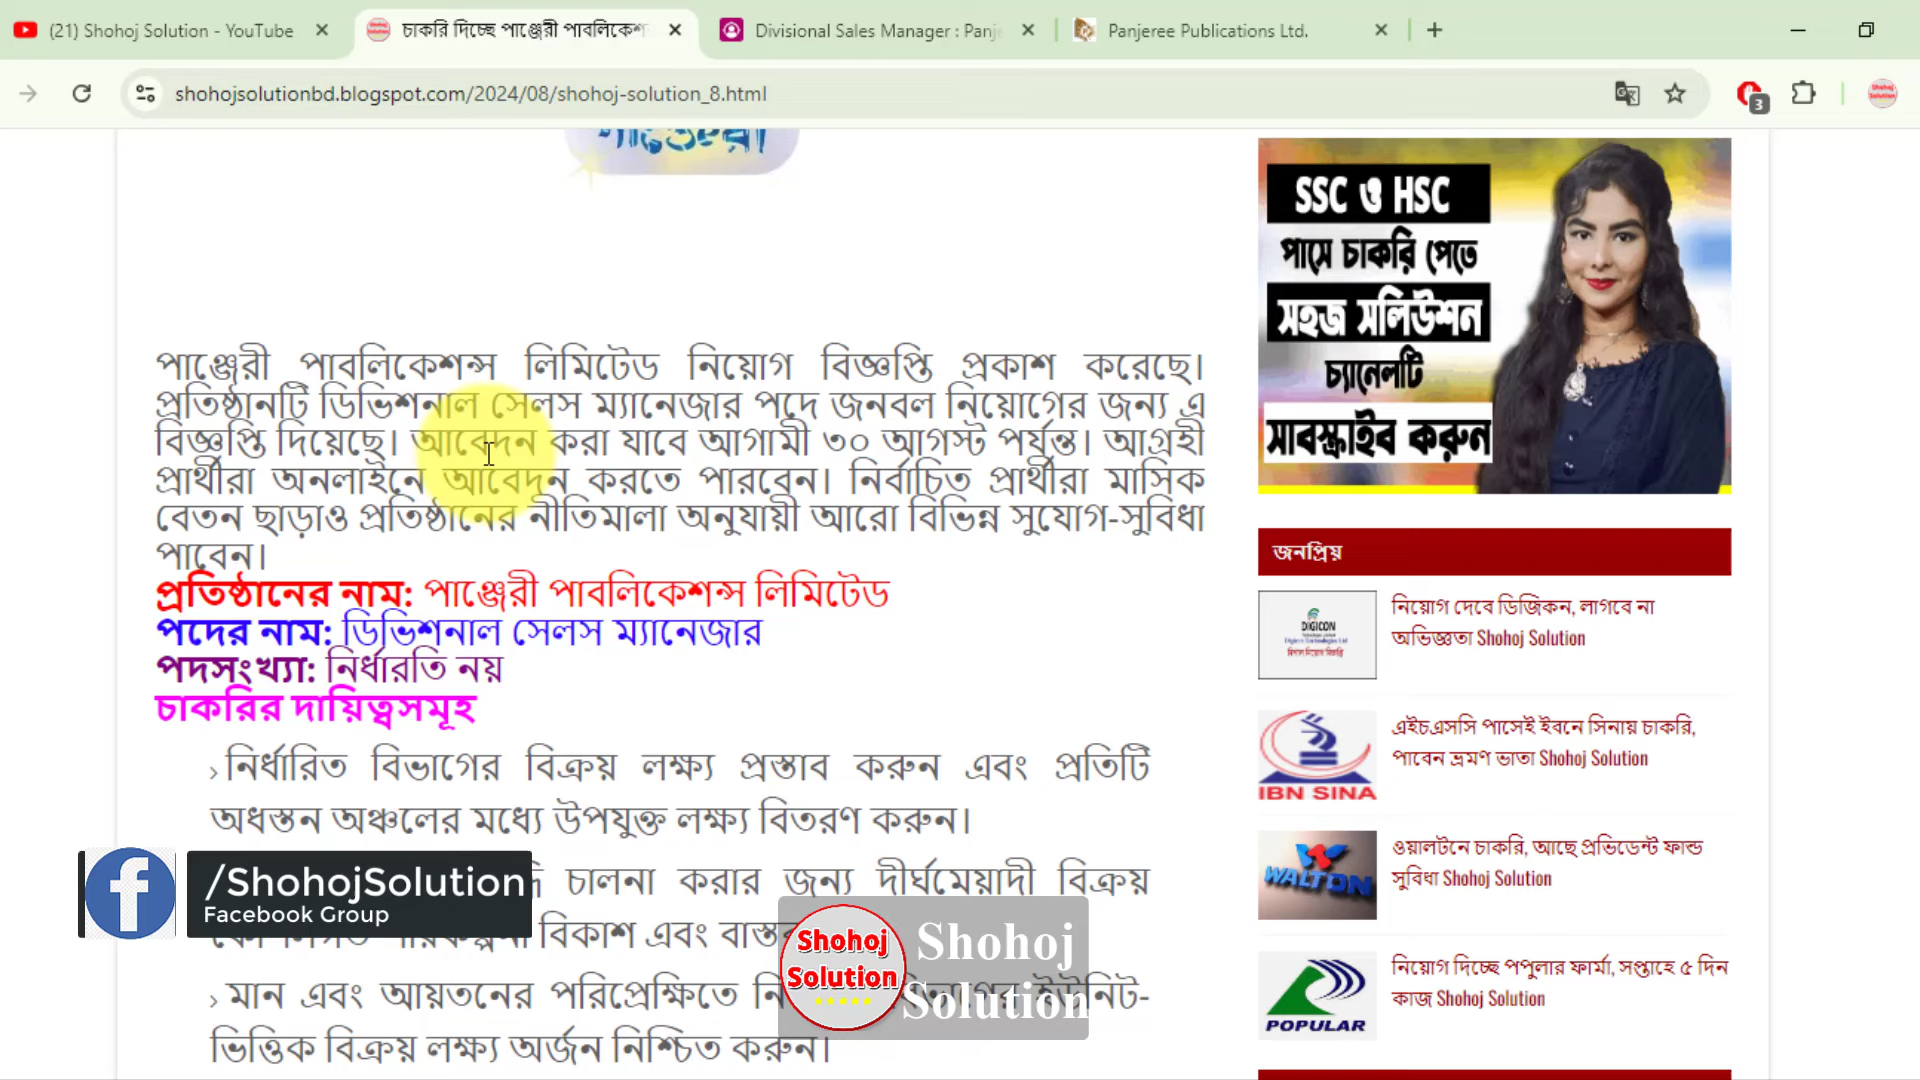 (21) Shohoj Solution - YouTube
চাকরি দিচ্ছে পাঞ্জেরী পাবলিকেশ
Divisional Sales Manager : Panje
Panjeree Publications Ltd.
shohojsolutionbd.blogspot.com/2024/08/shohoj-solution_8.html
3
Shohoj Solution
পাঞ্জেরী
পাঞ্জেরী পাবলিকেশন্স লিমিটেড নিয়োগ বিজ্ঞপ্তি প্রকাশ করেছে।
প্রতিষ্ঠানটি ডিভিশনাল সেলস ম্যানেজার পদে জনবল নিয়োগের জন্য এ
বিজ্ঞপ্তি দিয়েছে। আবেদন করা যাবে আগামী ৩০ আগস্ট পর্যন্ত। আগ্রহী
প্রার্থীরা অনলাইনে আবেদন করতে পারবেন। নির্বাচিত প্রার্থীরা মাসিক
বেতন ছাড়াও প্রতিষ্ঠানের নীতিমালা অনুযায়ী আরো বিভিন্ন সুযোগ-সুবিধা
পাবেন।
প্রতিষ্ঠানের নাম: পাঞ্জেরী পাবলিকেশন্স লিমিটেড
পদের নাম: ডিভিশনাল সেলস ম্যানেজার
পদসংখ্যা: নির্ধারতি নয়
চাকরির দায়িত্বসমূহ
› নির্ধারিত বিভাগের বিক্রয় লক্ষ্য প্রস্তাব করুন এবং প্রতিটি
অধস্তন অঞ্চলের মধ্যে উপযুক্ত লক্ষ্য বিতরণ করুন।
চালনা করার জন্য দীর্ঘমেয়াদী বিক্রয়
বিকাশ এবং
› মান এবং আয়তনের পরিপ্রেক্ষিতে ইউনিট-
ভিত্তিক বিক্রয় লক্ষ্য অর্জন নিশ্চিত করুন।
/ShohojSolution
Facebook Group
Shohoj
Solution
Shohoj
Solution
SSC ও HSC
পাসে চাকরি পেতে
সহজ সলিউশন
চ্যানেলটি
সাবস্ক্রাইব করুন
জনপ্রিয়
DIGICON
নিয়োগ দেবে ডিজিকন, লাগবে না
অভিজ্ঞতা Shohoj Solution
IBN SINA
এইচএসসি পাসেই ইবনে সিনায় চাকরি,
পাবেন ভ্রমণ ভাতা Shohoj Solution
WALTON
ওয়ালটনে চাকরি, আছে প্রভিডেন্ট ফান্ড
সুবিধা Shohoj Solution
POPULAR
নিয়োগ দিচ্ছে পপুলার ফার্মা, সপ্তাহে ৫ দিন
কাজ Shohoj Solution